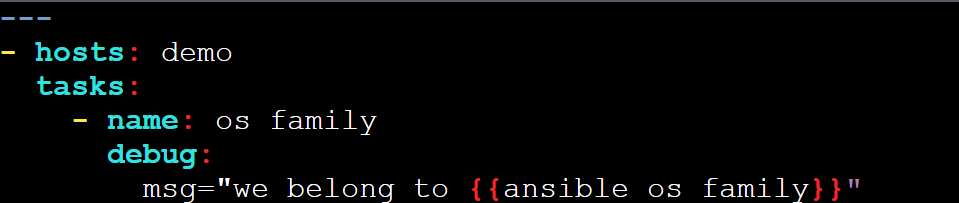 ---
- hosts: demo
  tasks:
    - name: os family
      debug:
        msg="we belong to {{ansible os family}}"